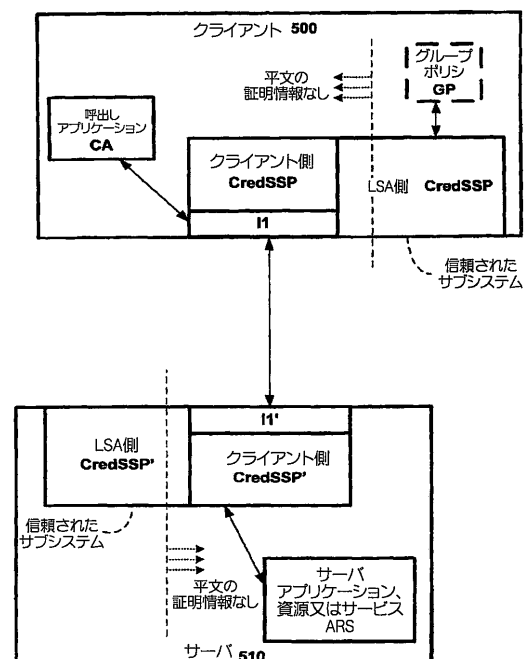 クライアント 500
平文の
証明情報なし
グループ
ポリシ
GP
呼出し
アプリケーション
CA
クライアント側
CredSSP
I1
LSA側 CredSSP
信頼された
サブシステム
I1'
LSA側
CredSSP'
クライアント側
CredSSP'
信頼された
サブシステム
平文の
証明情報なし
サーバ
アプリケーション、
資源又はサービス
ARS
サーバ 510